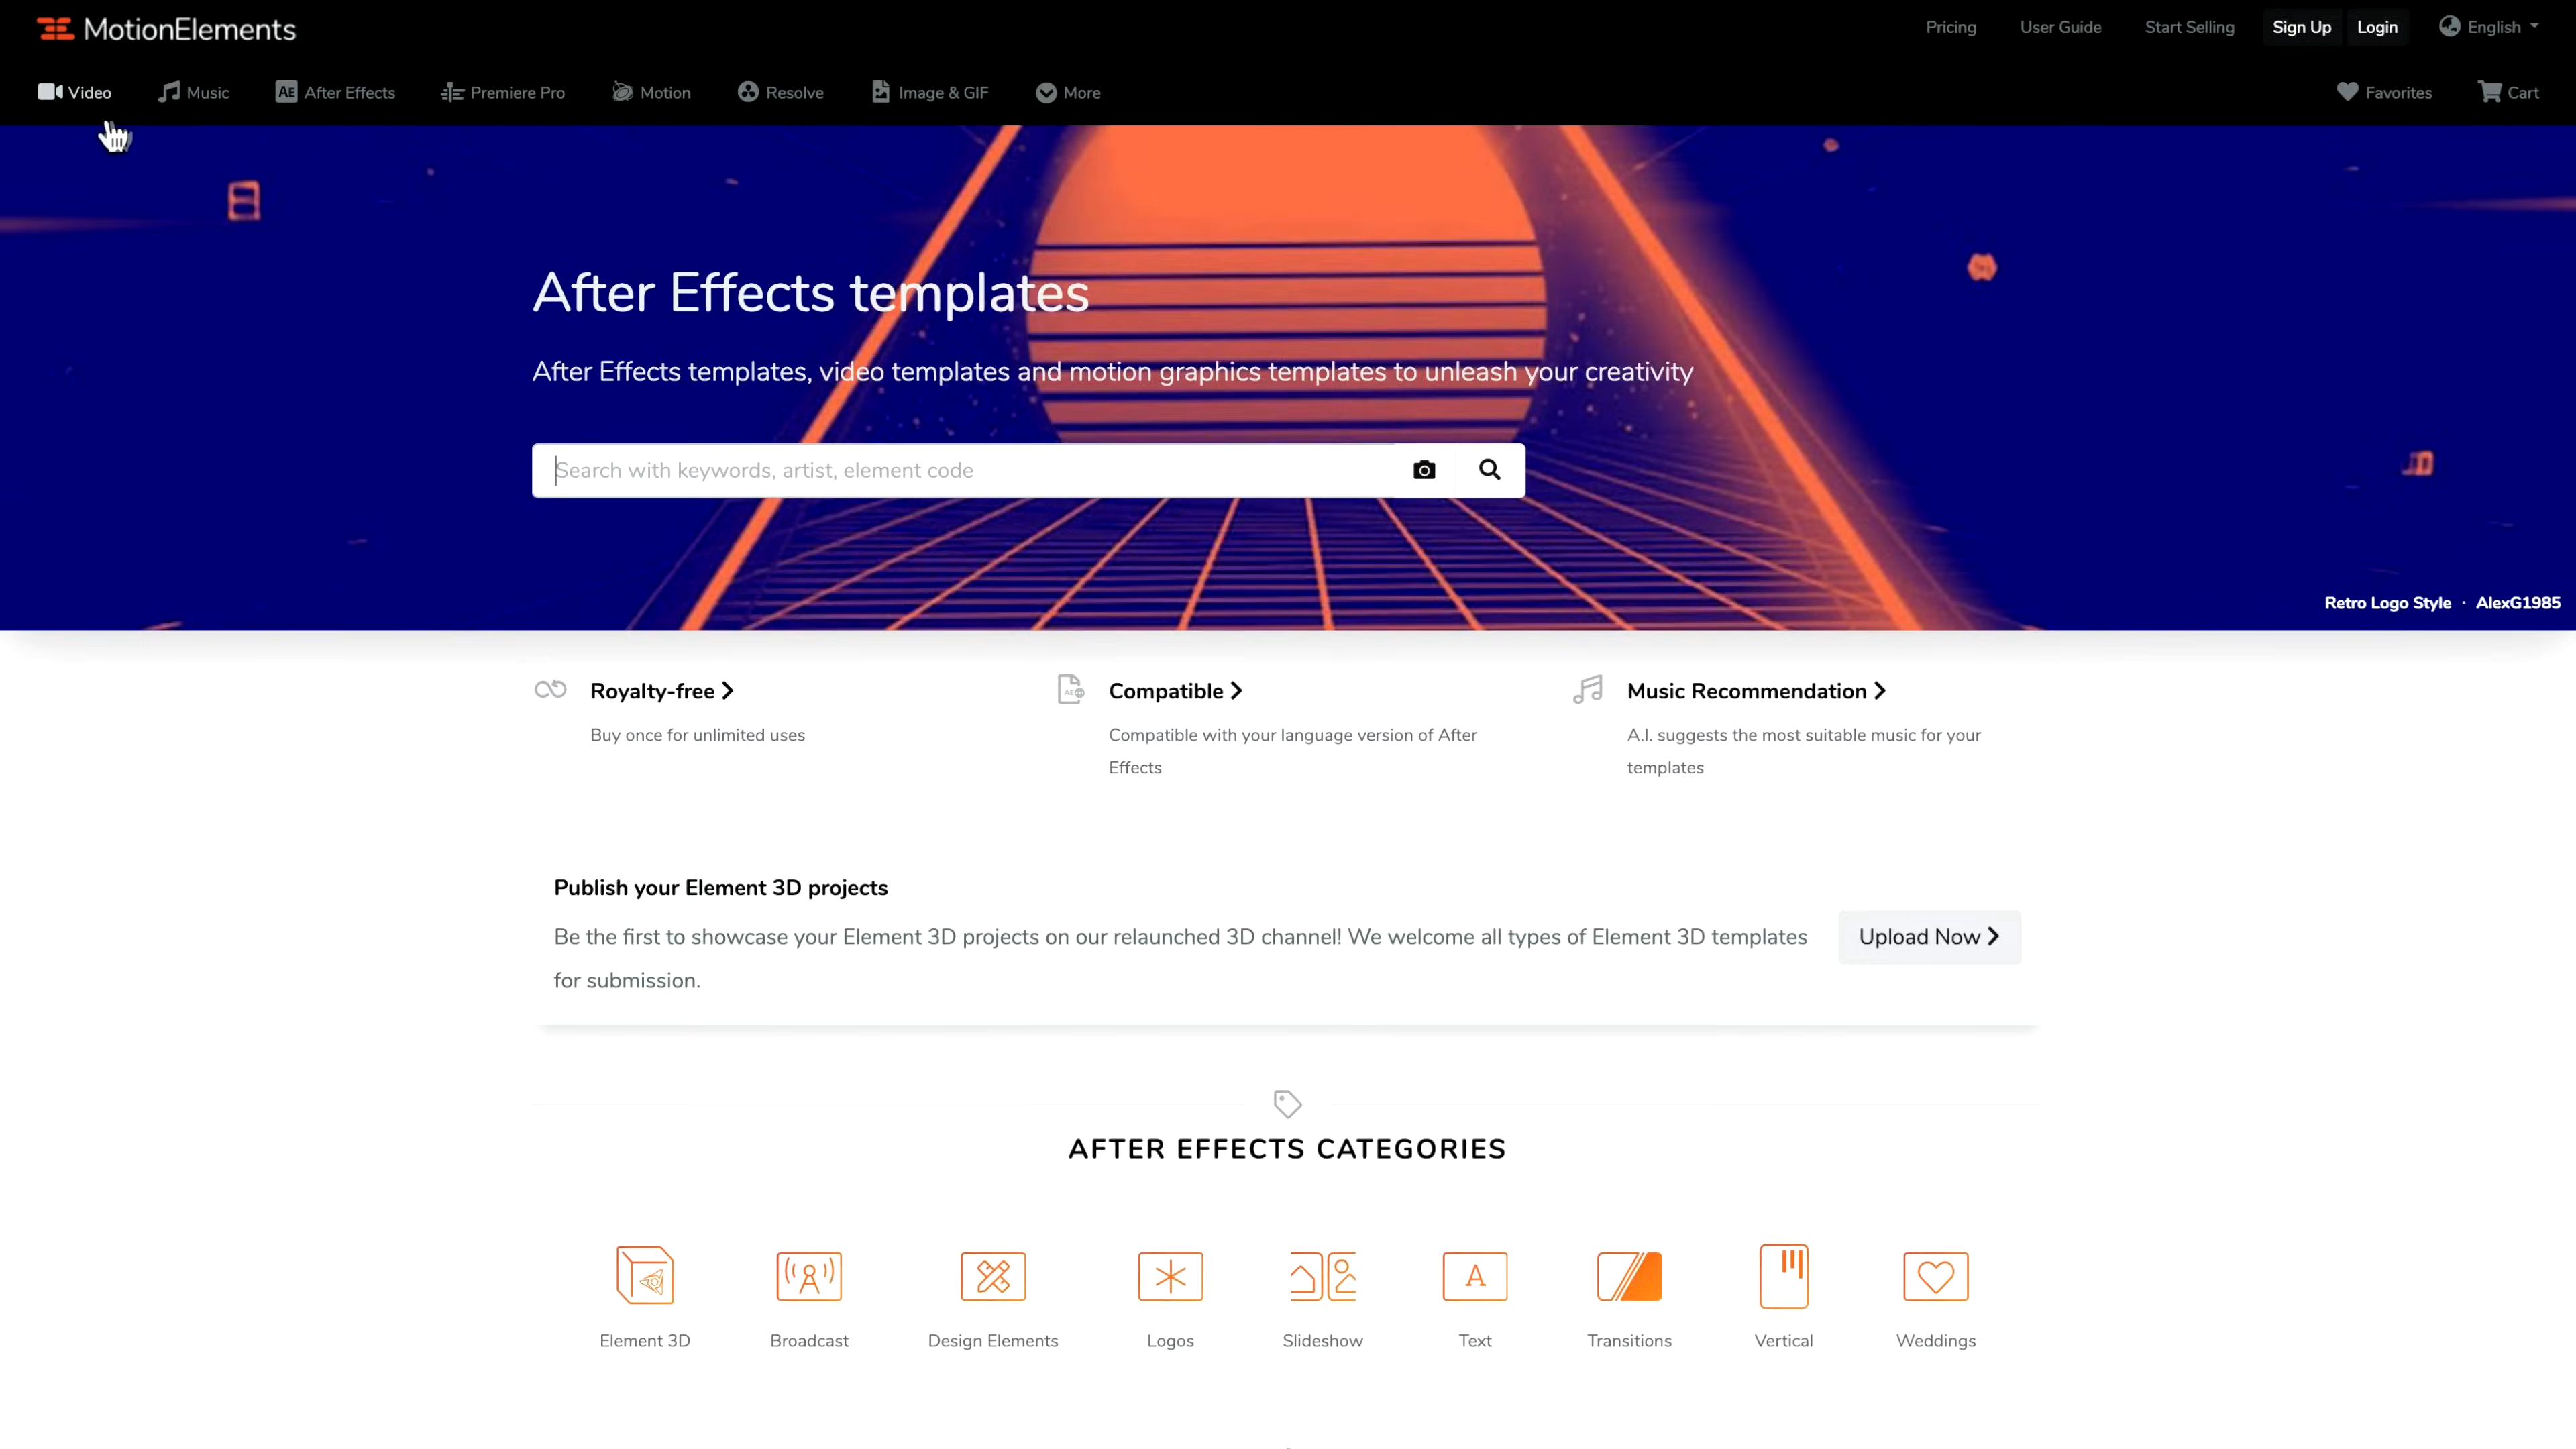 MotionElements
Pricing
User Guide
Start Selling
Sign Up
Login
English
Video
Music
AE After Effects
Premiere Pro
Motion
Resolve
Image & GIF
More
Favorites
Cart
After Effects templates
After Effects templates, video templates and motion graphics templates to unleash your creativity
Search with keywords, artist, element code
Retro Logo Style · AlexG1985
Royalty-free
Buy once for unlimited uses
Compatible
Compatible with your language version of After
Effects
Music Recommendation
A.I. suggests the most suitable music for your
templates
Publish your Element 3D projects
Be the first to showcase your Element 3D projects on our relaunched 3D channel! We welcome all types of Element 3D templates
for submission.
Upload Now
AFTER EFFECTS CATEGORIES
A
Element 3D
Broadcast
Design Elements
Logos
Slideshow
Text
Transitions
Vertical
Weddings